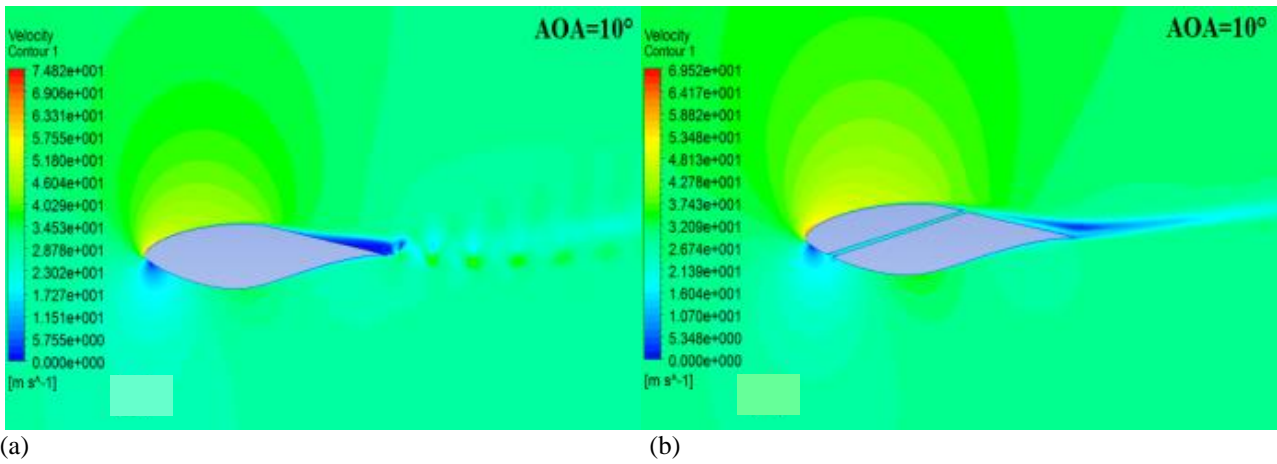 AOA=10°
Velocity
Contour 1
7.482e+001
6.906e+001
6.331e+001
5.755e+001
5.180e+001
4.604e+001
4.029e+001
3.453e+001
2.878e+001
2.302e+001
1.727e+001
1.151e+001
5.755e+000
0.000e+000
[m s^-1]
(a)
AOA=10°
Velocity
Contour 1
6.952e+001
6.417e+001
5.882e+001
5.348e+001
4.813e+001
4.278e+001
3.743e+001
3.209e+001
2.674e+001
2.139e+001
1.604e+001
1.070e+001
5.348e+000
0.000e+000
[m s^-1]
(b)